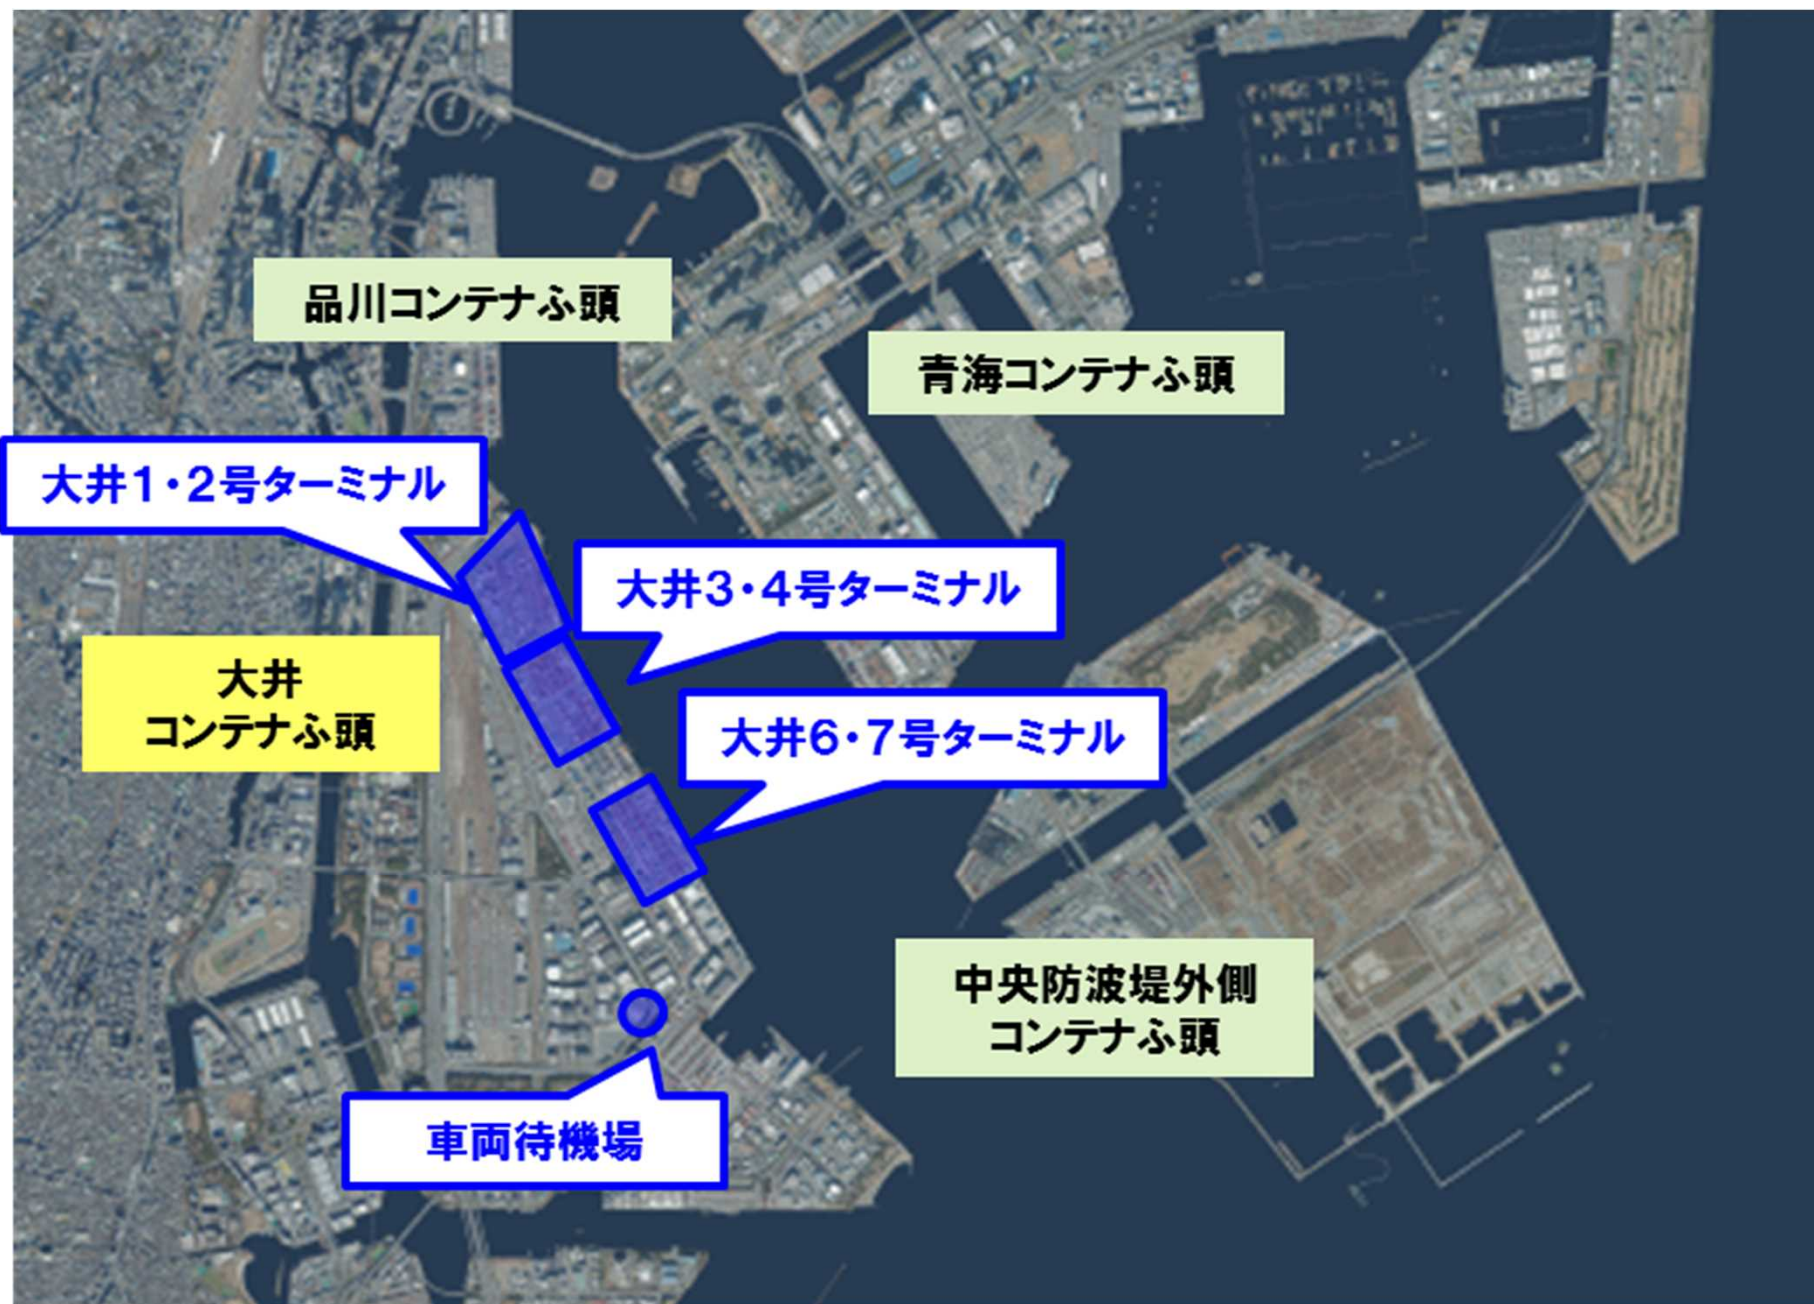 品川コンテナふ頭
青海コンテナふ頭
大井1・2号ターミナル
大井3・4号ターミナル
大井
コンテナふ頭
大井6・7号ターミナル
中央防波堤外側
コンテナふ頭
車両待機場